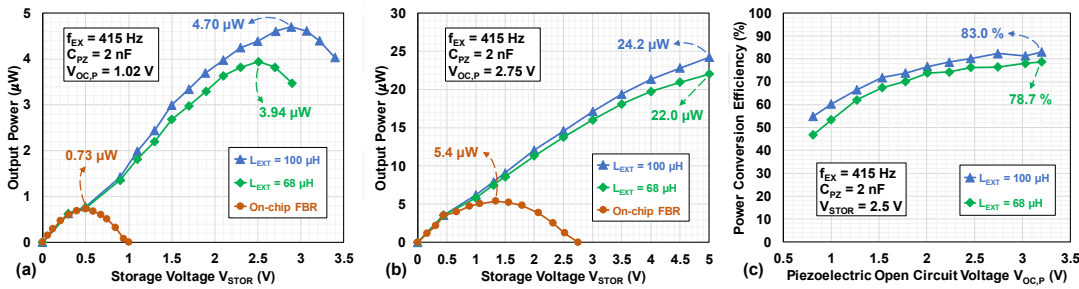 Output Power (µW)
5
4
3
2
1
0
f_EX = 415 Hz
C_PZ = 2 nF
V_OC,P = 1.02 V
4.70 µW
3.94 µW
0.73 µW
L_EXT = 100 µH
L_EXT = 68 µH
On-chip FBR
0.0 0.5 1.0 1.5 2.0 2.5 3.0 3.5
(a) Storage Voltage V_STOR (V)
Output Power (µW)
30
25
20
15
10
5
0
f_EX = 415 Hz
C_PZ = 2 nF
V_OC,P = 2.75 V
24.2 µW
22.0 µW
5.4 µW
L_EXT = 100 µH
L_EXT = 68 µH
On-chip FBR
0 0.5 1 1.5 2 2.5 3 3.5 4 4.5 5
(b) Storage Voltage V_STOR (V)
Power Conversion Efficiency (%)
100
90
80
70
60
50
40
30
20
10
0
83.0 %
78.7 %
f_EX = 415 Hz
C_PZ = 2 nF
V_STOR = 2.5 V
L_EXT = 100 µH
L_EXT = 68 µH
0.5 1 1.5 2 2.5 3 3.5
(c) Piezoelectric Open Circuit Voltage V_OC,P (V)